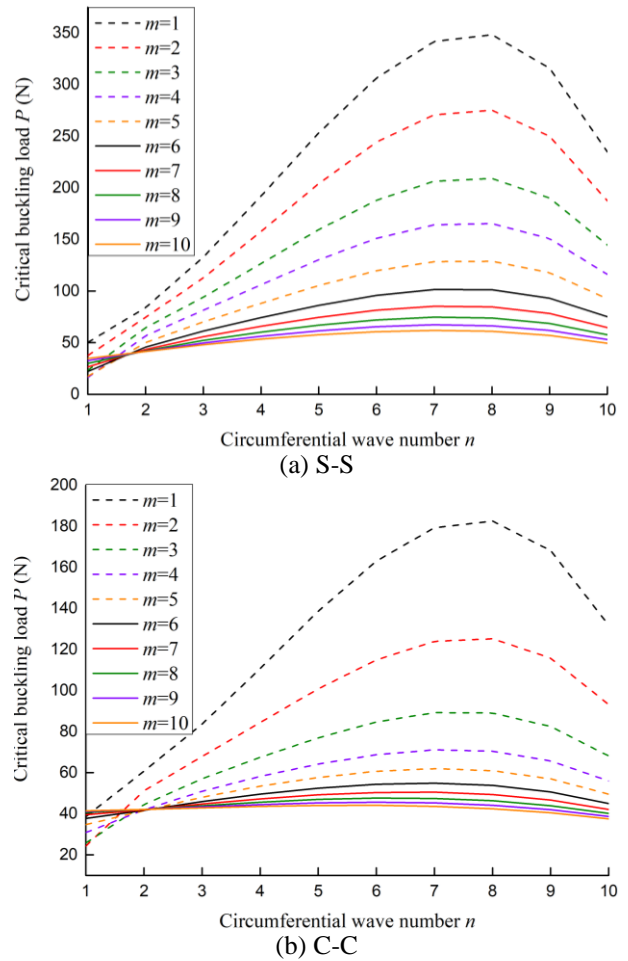 350
300
250
200
150
100
50
0
Critical buckling load P (N)
m=1
m=2
m=3
m=4
m=5
m=6
m=7
m=8
m=9
m=10
1 2 3 4 5 6 7 8 9 10
Circumferential wave number n
(a) S-S
200
180
160
140
120
100
80
60
40
20
Critical buckling load P (N)
m=1
m=2
m=3
m=4
m=5
m=6
m=7
m=8
m=9
m=10
1 2 3 4 5 6 7 8 9 10
Circumferential wave number n
(b) C-C